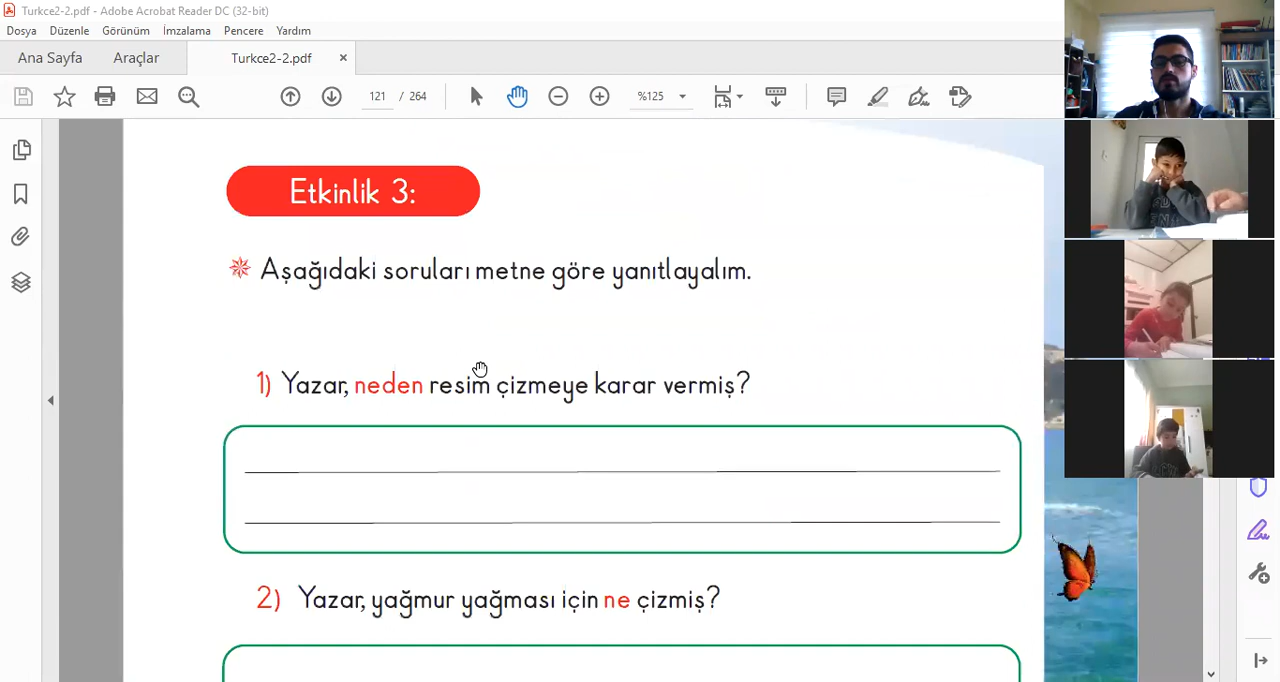 Turkce2-2.pdf - Adobe Acrobat Reader DC (32-bit)
Dosya Düzenle Görünüm İmzalama Pencere Yardım
Ana Sayfa Araçlar Turkce2-2.pdf ×
121 / 264 %125
Etkinlik 3:
Aşağıdaki soruları metne göre yanıtlayalım.
1) Yazar, neden resim çizmeye karar vermiş?
2) Yazar, yağmur yağması için ne çizmiş?